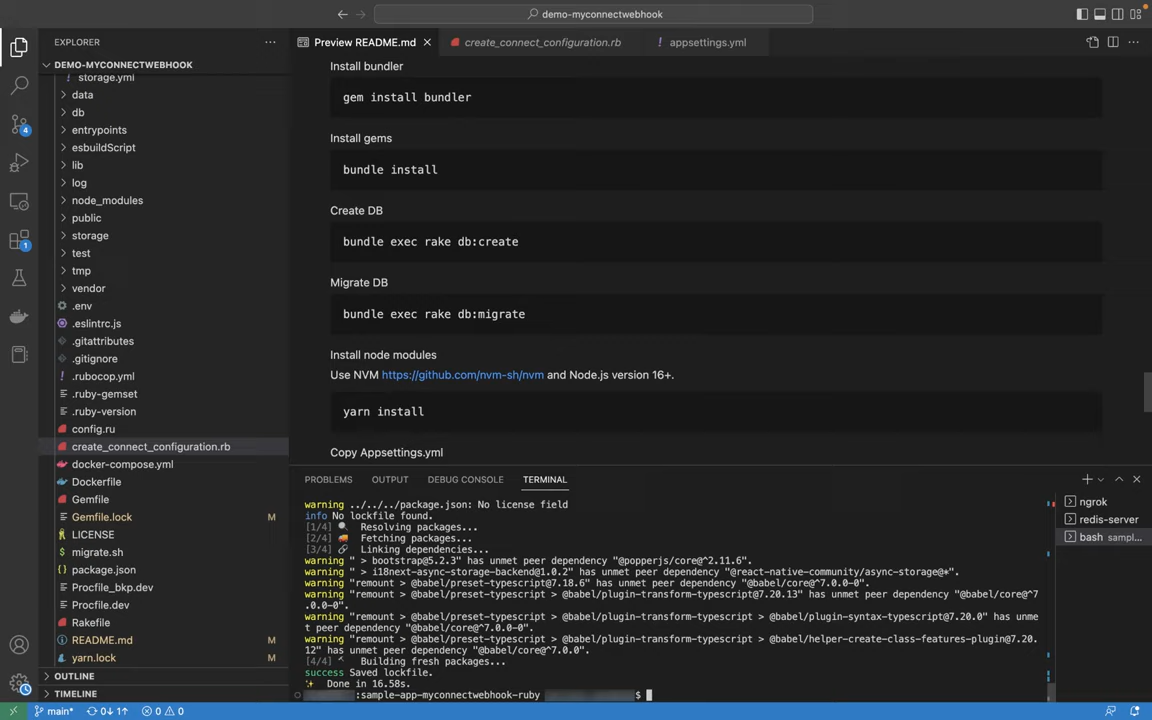 demo-myconnectwebhook
EXPLORER
DEMO-MYCONNECTWEBHOOK
storage.yml
data
db
entrypoints
esbuildScript
lib
log
node_modules
public
storage
test
tmp
vendor
.env
.eslintrc.js
.gitattributes
.gitignore
.rubocop.yml
.ruby-gemset
.ruby-version
config.ru
create_connect_configuration.rb
docker-compose.yml
Dockerfile
Gemfile
Gemfile.lock M
LICENSE
migrate.sh
package.json
Procfile_bkp.dev
Procfile.dev
Rakefile
README.md M
yarn.lock M
OUTLINE
TIMELINE
4
1
Preview README.md
create_connect_configuration.rb
! appsettings.yml
Install bundler
gem install bundler
Install gems
bundle install
Create DB
bundle exec rake db:create
Migrate DB
bundle exec rake db:migrate
Install node modules
Use NVM https://github.com/nvm-sh/nvm and Node.js version 16+.
yarn install
Copy Appsettings.yml
PROBLEMS OUTPUT DEBUG CONSOLE TERMINAL
warning ../../../package.json: No license field
info No lockfile found.
[1/4] Resolving packages...
[2/4] Fetching packages...
[3/4] Linking dependencies...
warning " > bootstrap@5.2.3" has unmet peer dependency "@popperjs/core@^2.11.6".
warning " > i18next-async-storage-backend@1.0.2" has unmet peer dependency "@react-native-community/async-storage@*".
warning "remount > @babel/preset-typescript@7.18.6" has unmet peer dependency "@babel/core@^7.0.0-0".
warning "remount > @babel/preset-typescript > @babel/plugin-transform-typescript@7.20.13" has unmet peer dependency "@babel/core@^7
.0.0-0".
warning "remount > @babel/preset-typescript > @babel/plugin-transform-typescript > @babel/plugin-syntax-typescript@7.20.0" has unme
t peer dependency "@babel/core@^7.0.0-0".
warning "remount > @babel/preset-typescript > @babel/plugin-transform-typescript > @babel/helper-create-class-features-plugin@7.20.
12" has unmet peer dependency "@babel/core@^7.0.0".
[4/4] Building fresh packages...
success Saved lockfile.
Done in 16.58s.
:sample-app-myconnectwebhook-ruby $
ngrok
redis-server
bash sampl...
main* 0↓ 1↑ 0 0